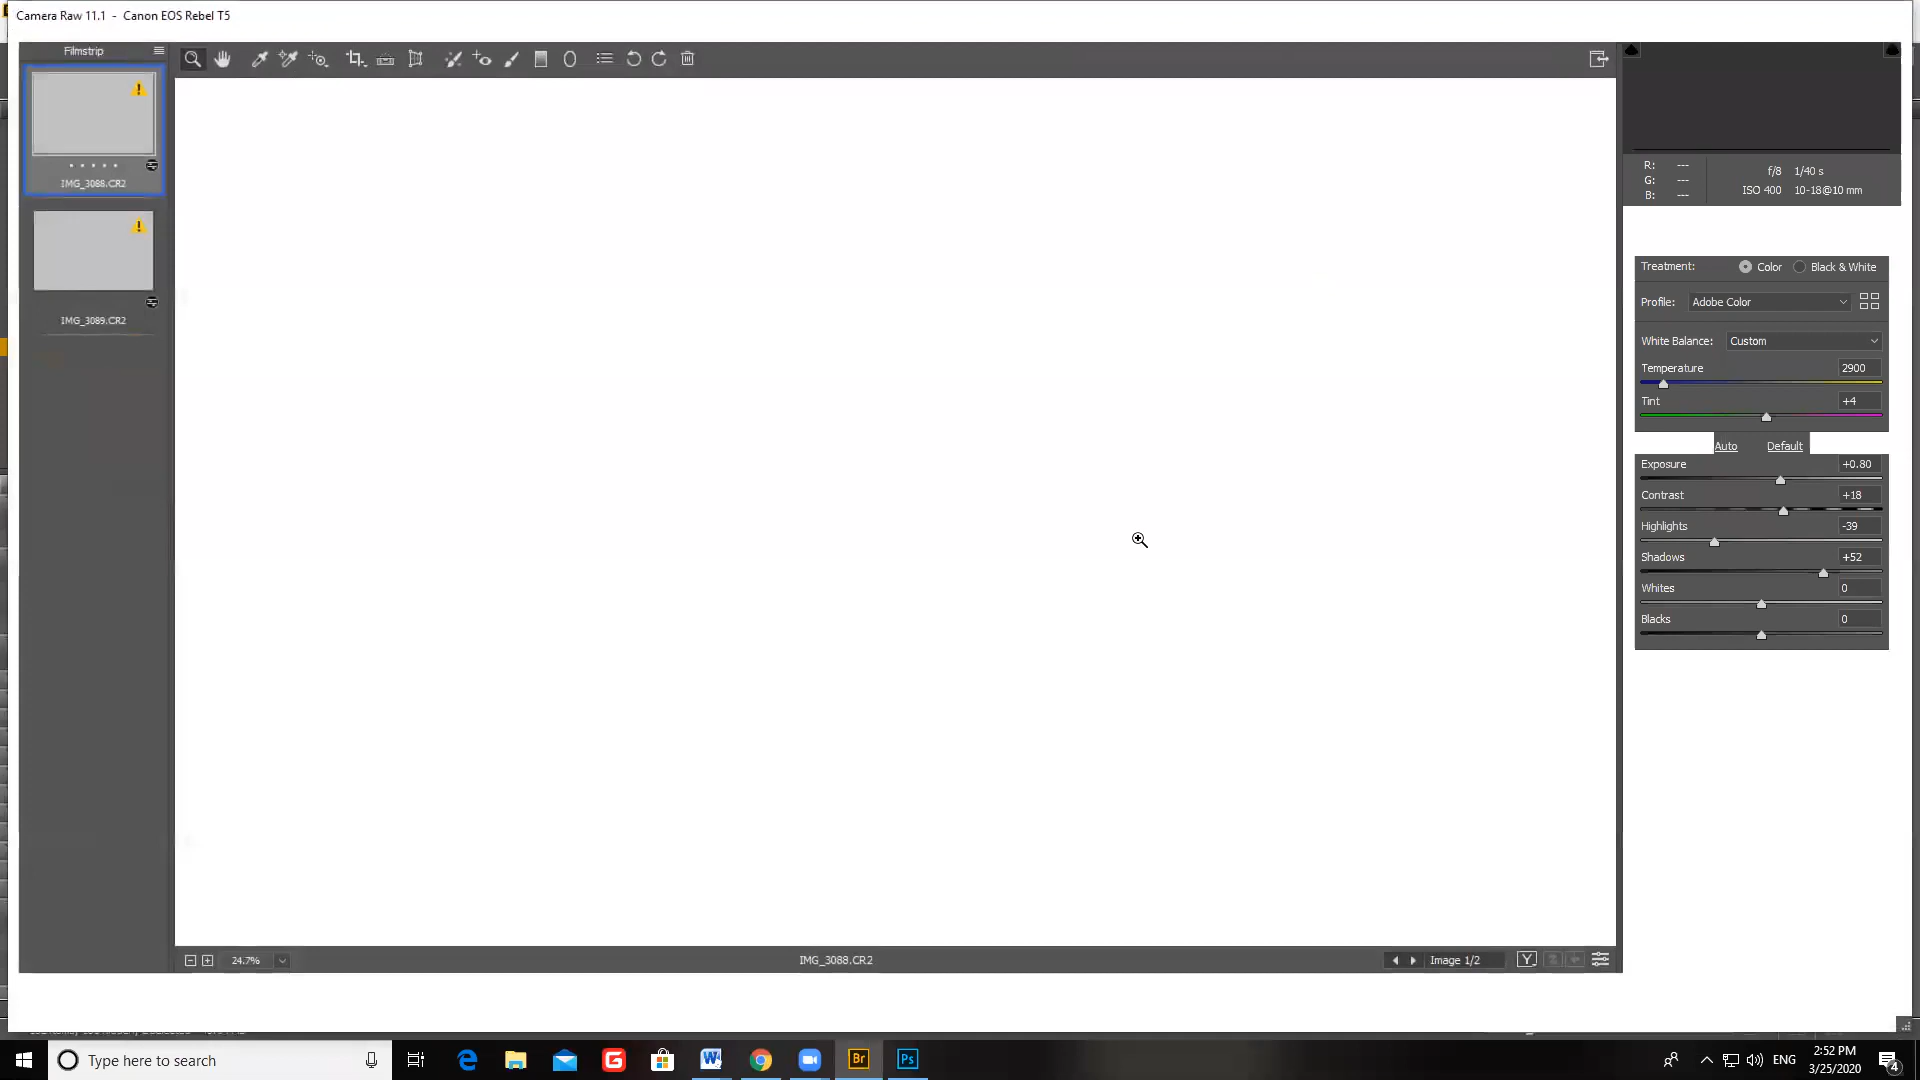 Camera Raw 11.1 - Canon EOS Rebel T5
Filmstrip
IMG_3088.CR2
IMG_3089.CR2
R: ---
G: ---
B: ---
f/8 1/40 s
ISO 400 10-18@10 mm
Treatment: Color Black & White
Profile: Adobe Color
White Balance: Custom
Temperature 2900
Tint +4
Auto Default
Exposure +0.80
Contrast +18
Highlights -39
Shadows +52
Whites 0
Blacks 0
24.7% IMG_3088.CR2 Image 1/2 Y
Type here to search
W Br Ps
ENG
2:52 PM
3/25/2020
4